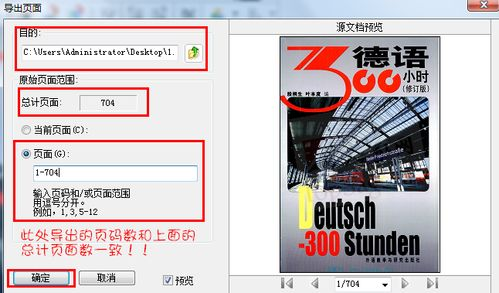 导出页面
目的:
C:\Users\Administrator\Desktop\1.
原始页面范围:
总计页面: 704
当前页面(C):
页面(G):
1-704
输入页码和/或页面范围
用逗号分开。
例如, 1,3,5-12
此处导出的页码数和上面的
总计页面数一致!!
确定
取消
预览
源文档预览
德语
300小时
(修订版)
殷桐生 叶本度 编
Deutsch
-300 Stunden
外语教学与研究出版社
1/704